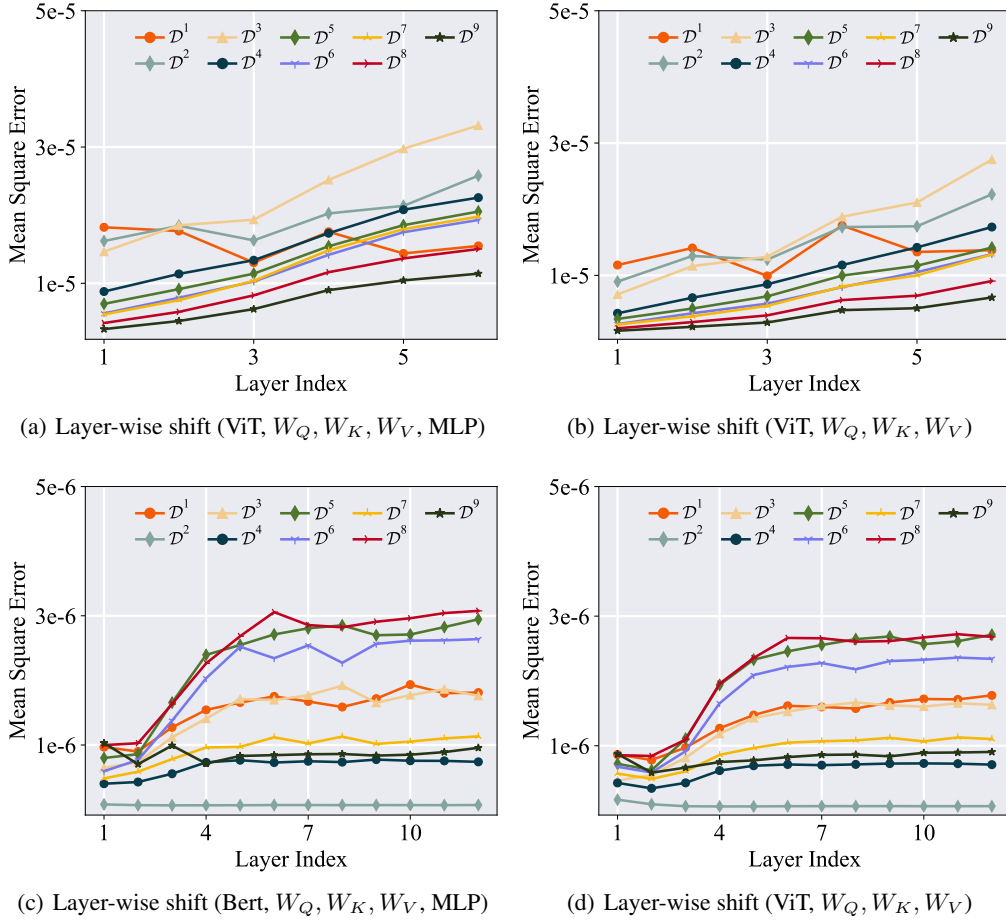 5e-5
3e-5
1e-5
Mean Square Error
𝒟¹ 𝒟³ 𝒟⁵ 𝒟⁷ 𝒟⁹
𝒟² 𝒟⁴ 𝒟⁶ 𝒟⁸
1 3 5
Layer Index
(a) Layer-wise shift (ViT, W_Q, W_K, W_V, MLP)
5e-5
3e-5
1e-5
Mean Square Error
𝒟¹ 𝒟³ 𝒟⁵ 𝒟⁷ 𝒟⁹
𝒟² 𝒟⁴ 𝒟⁶ 𝒟⁸
1 3 5
Layer Index
(b) Layer-wise shift (ViT, W_Q, W_K, W_V)
5e-6
3e-6
1e-6
Mean Square Error
𝒟¹ 𝒟³ 𝒟⁵ 𝒟⁷ 𝒟⁹
𝒟² 𝒟⁴ 𝒟⁶ 𝒟⁸
1 4 7 10
Layer Index
(c) Layer-wise shift (Bert, W_Q, W_K, W_V, MLP)
5e-6
3e-6
1e-6
Mean Square Error
𝒟¹ 𝒟³ 𝒟⁵ 𝒟⁷ 𝒟⁹
𝒟² 𝒟⁴ 𝒟⁶ 𝒟⁸
1 4 7 10
Layer Index
(d) Layer-wise shift (ViT, W_Q, W_K, W_V)